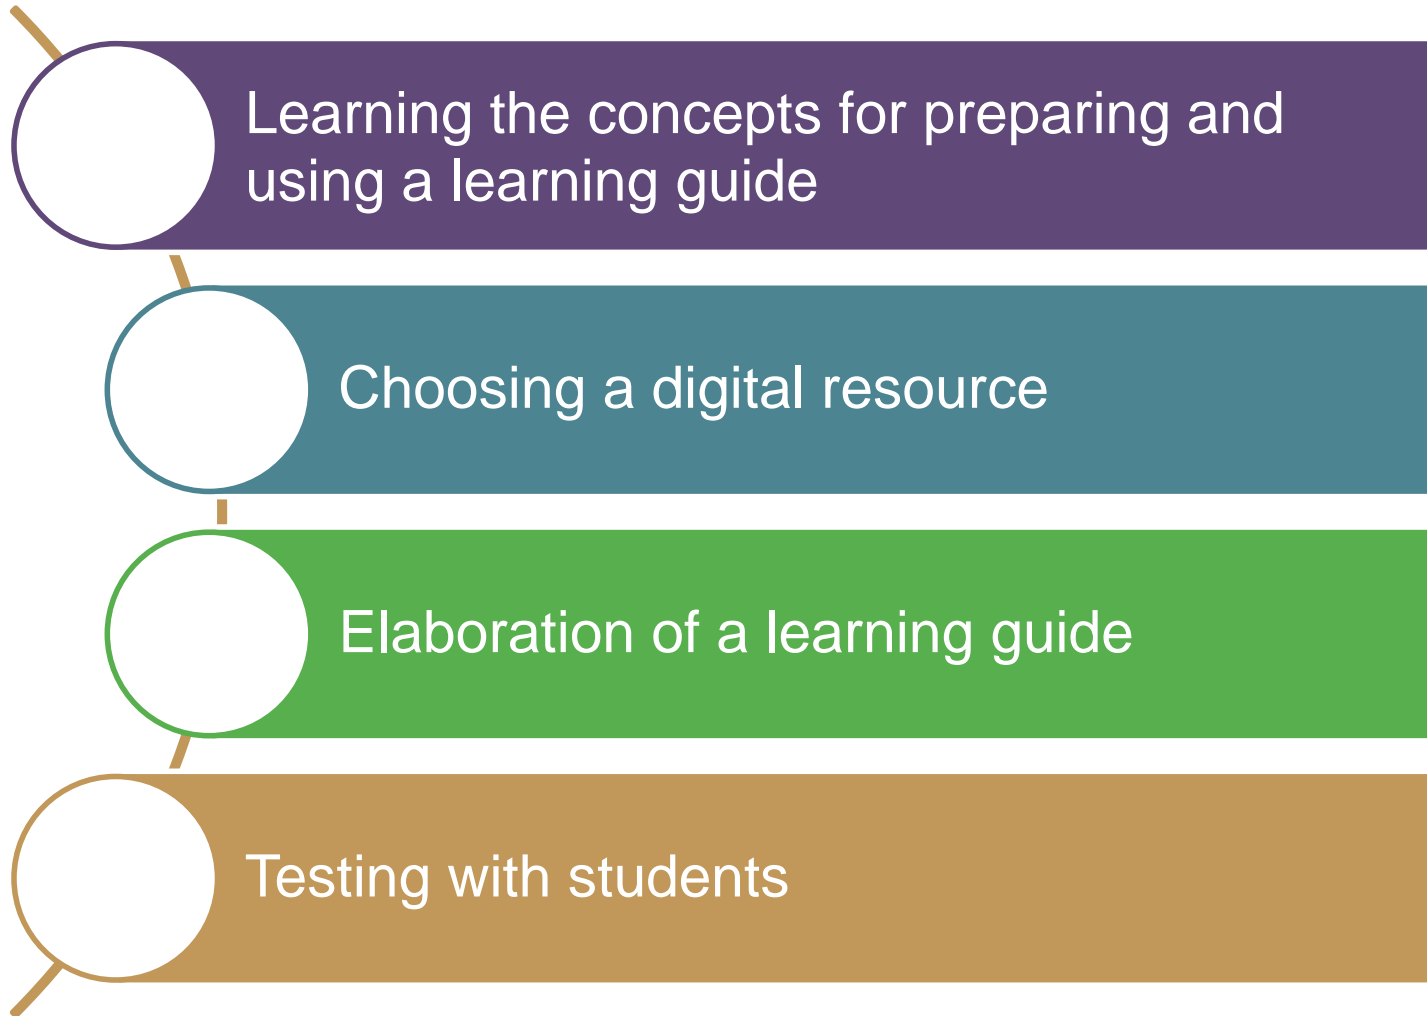 Learning the concepts for preparing and
using a learning guide
Choosing a digital resource
Elaboration of a learning guide
Testing with students